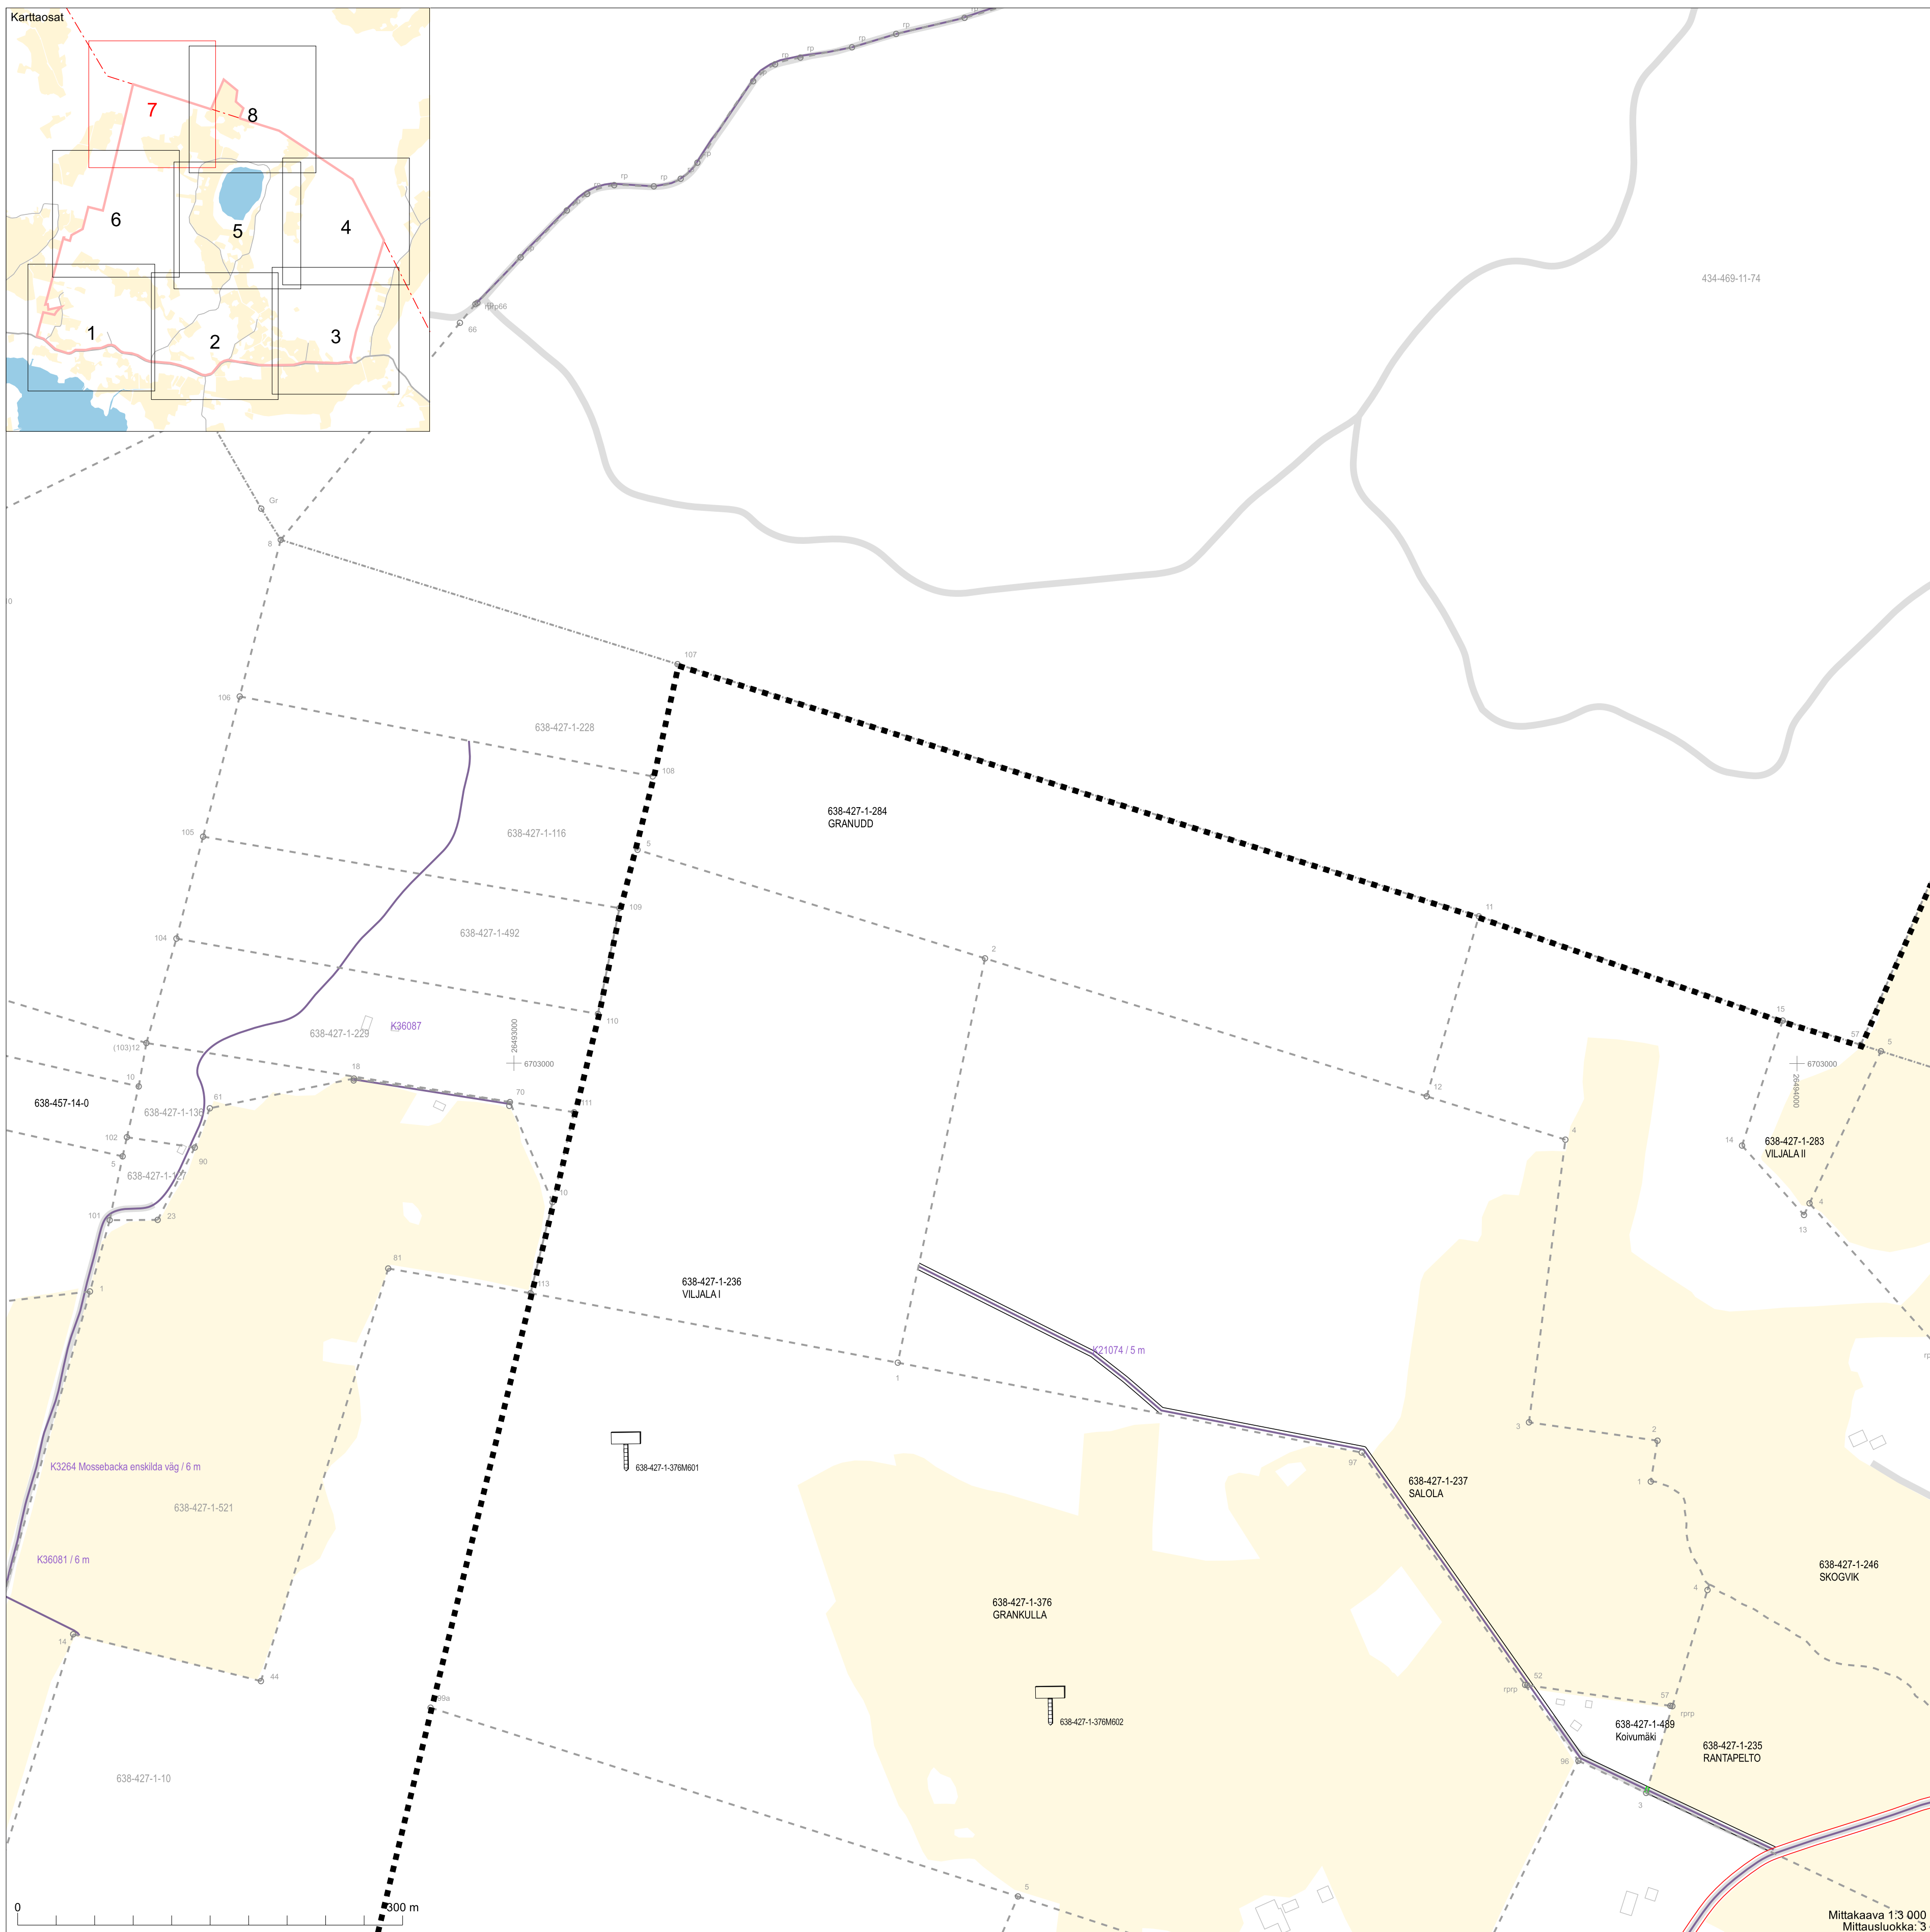 Karttaosat
7
8
6
5
4
1
2
3
rp
rp
rp
rp
rp
rp
rp
rp
rprp66
66
434-469-11-74
Gr
8
107
106
638-427-1-228
108
638-427-1-284
GRANUDD
105
638-427-1-116
5
109
11
104
638-427-1-492
2
110
15
57
5
K36087
638-427-1-229
26493000
6703000
6703000
26494000
(103)12
10
18
70
111
12
638-457-14-0
638-427-1-136
61
4
14
638-427-1-283
VILJALA II
102
5
90
638-427-1-127
10
4
13
101
23
81
1
113
638-427-1-236
VILJALA I
K21074 / 5 m
1
3
2
97
1
638-427-1-376M601
K3264 Mossebacka enskilda väg / 6 m
638-427-1-237
SALOLA
638-427-1-521
K36081 / 6 m
638-427-1-246
SKOGVIK
4
638-427-1-376
GRANKULLA
14
44
99a
52
rprp
57
rprp
638-427-1-376M602
638-427-1-489
Koivumäki
638-427-1-235
RANTAPELTO
96
638-427-1-10
3
5
0
300 m
Mittakaava 1:3 000
Mittausluokka: 3